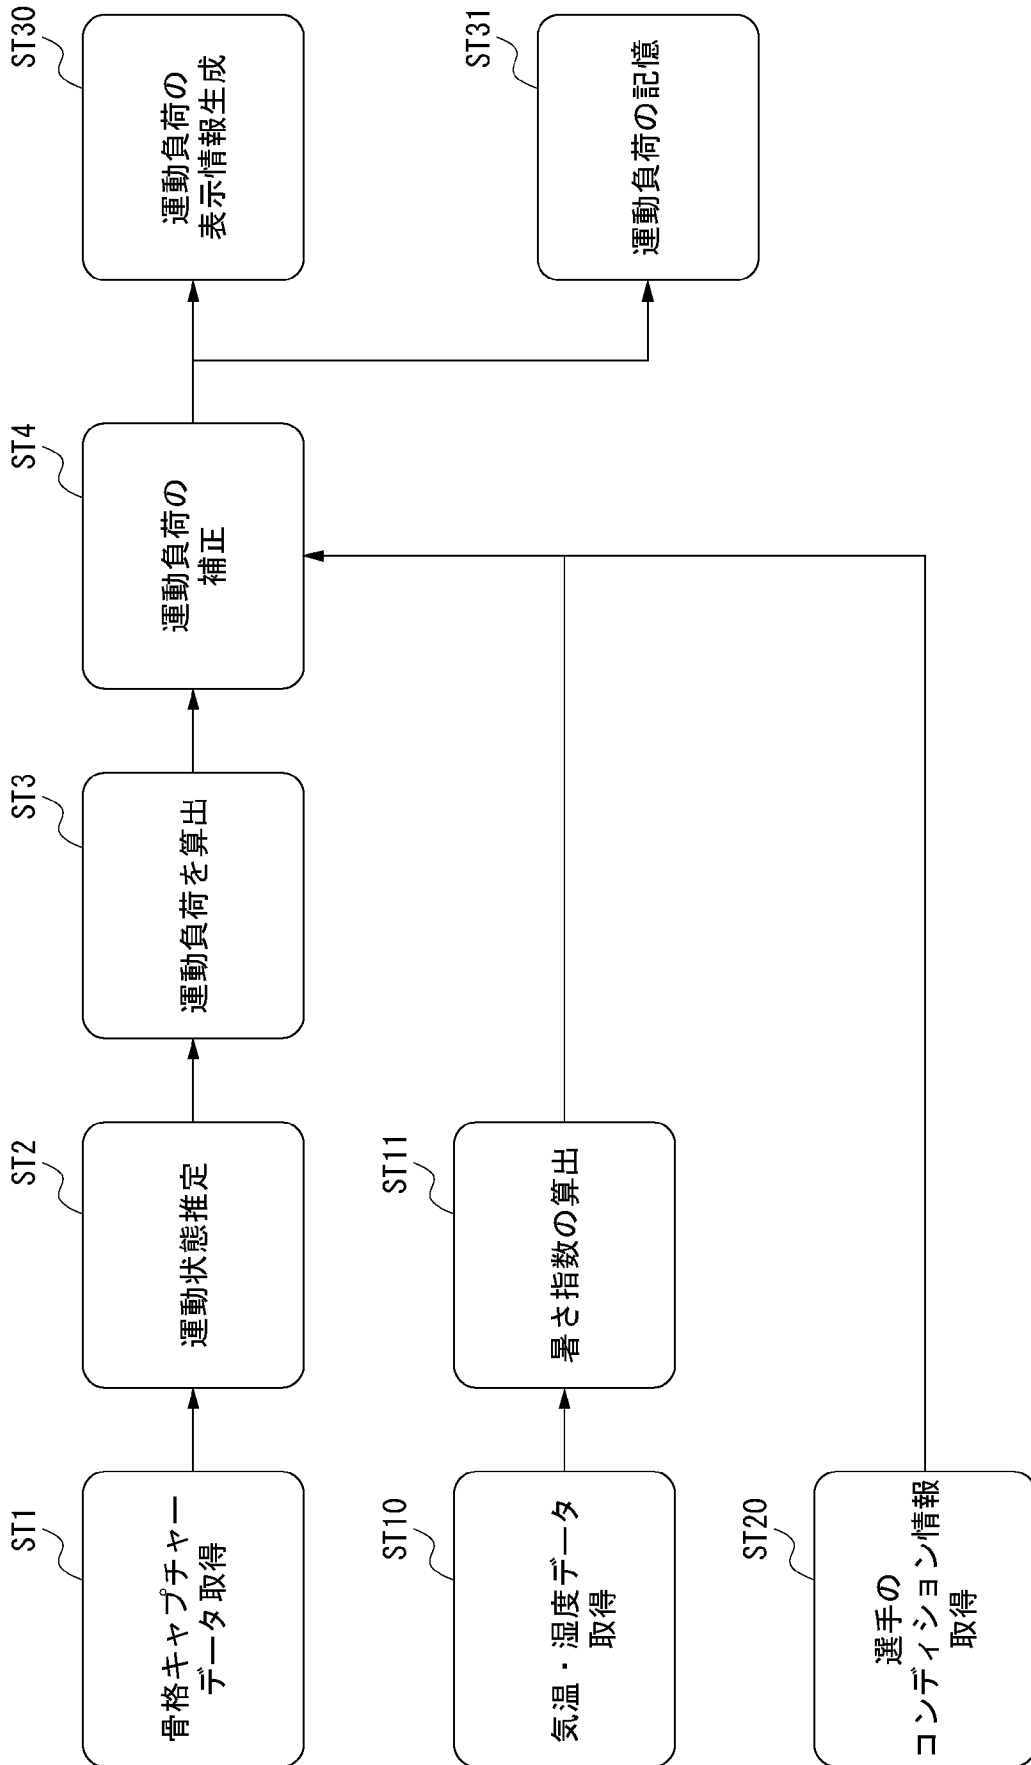 ST1
骨格キャプチャー
データ取得
ST2
運動状態推定
ST3
運動負荷を算出
ST4
運動負荷の
補正
ST30
運動負荷の
表示情報生成
ST10
気温・湿度データ
取得
ST11
暑さ指数の算出
ST31
運動負荷の記憶
ST20
選手の
コンディション情報
取得